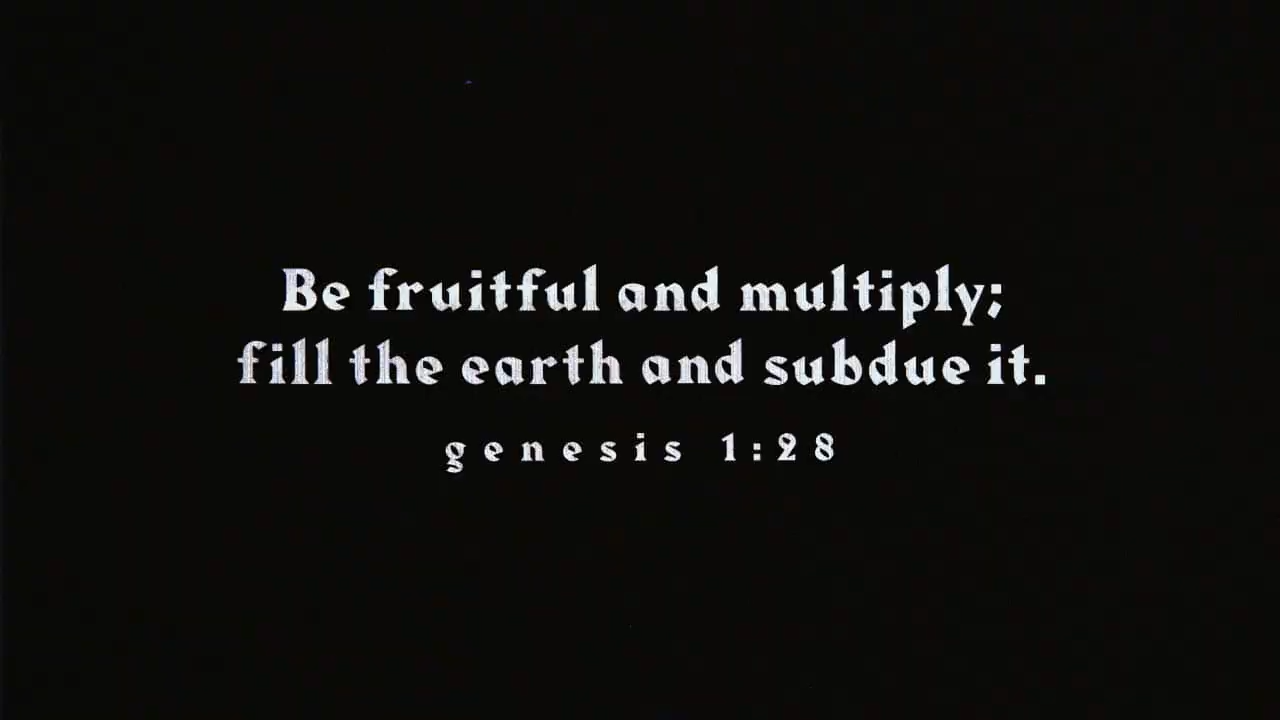 Be fruitful and multiply;
fill the earth and subdue it.
genesis 1:28